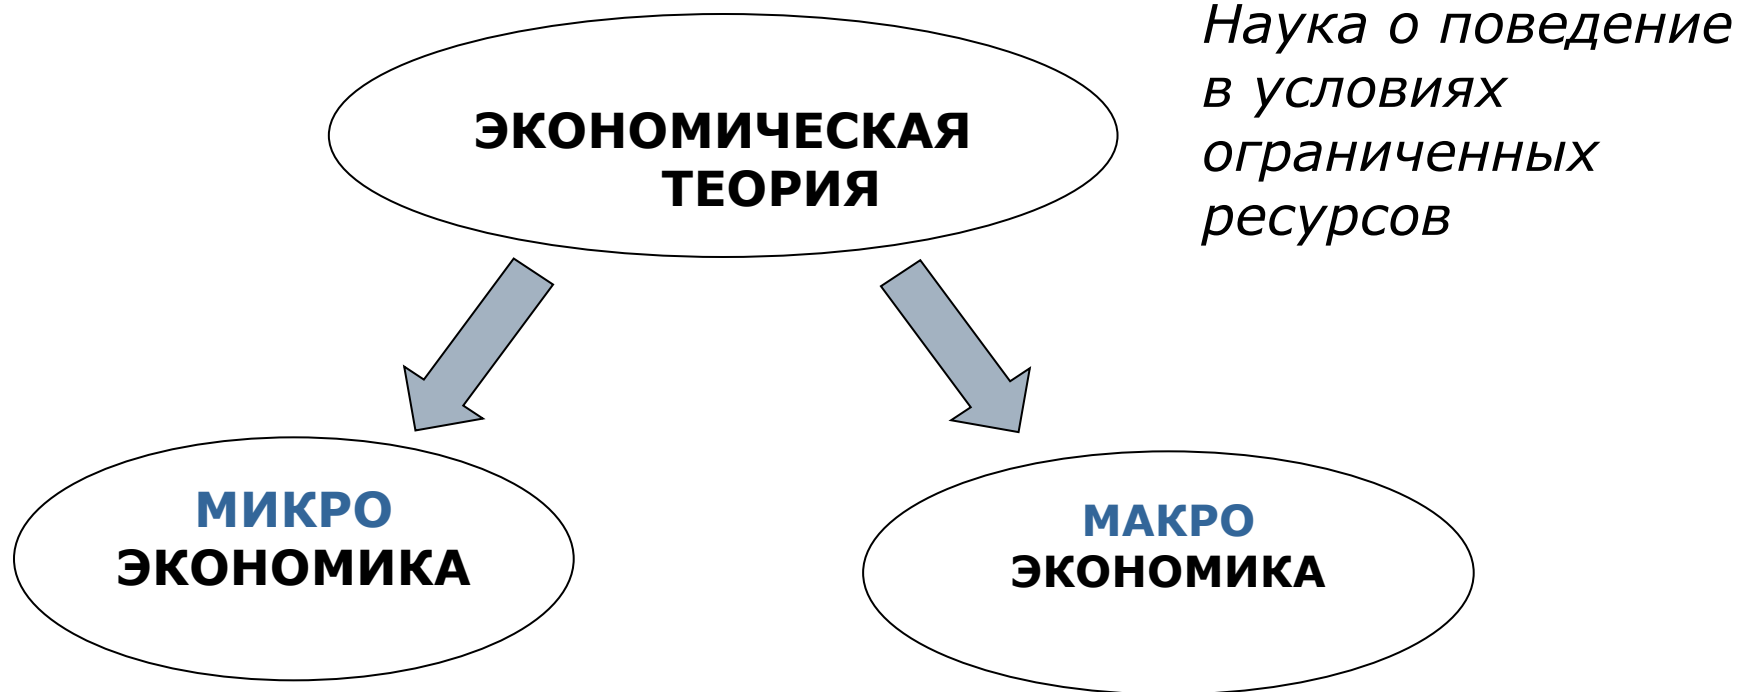 Наука о поведение
в условиях
ограниченных
ресурсов
ЭКОНОМИЧЕСКАЯ
ТЕОРИЯ
МИКРО
ЭКОНОМИКА
МАКРО
ЭКОНОМИКА